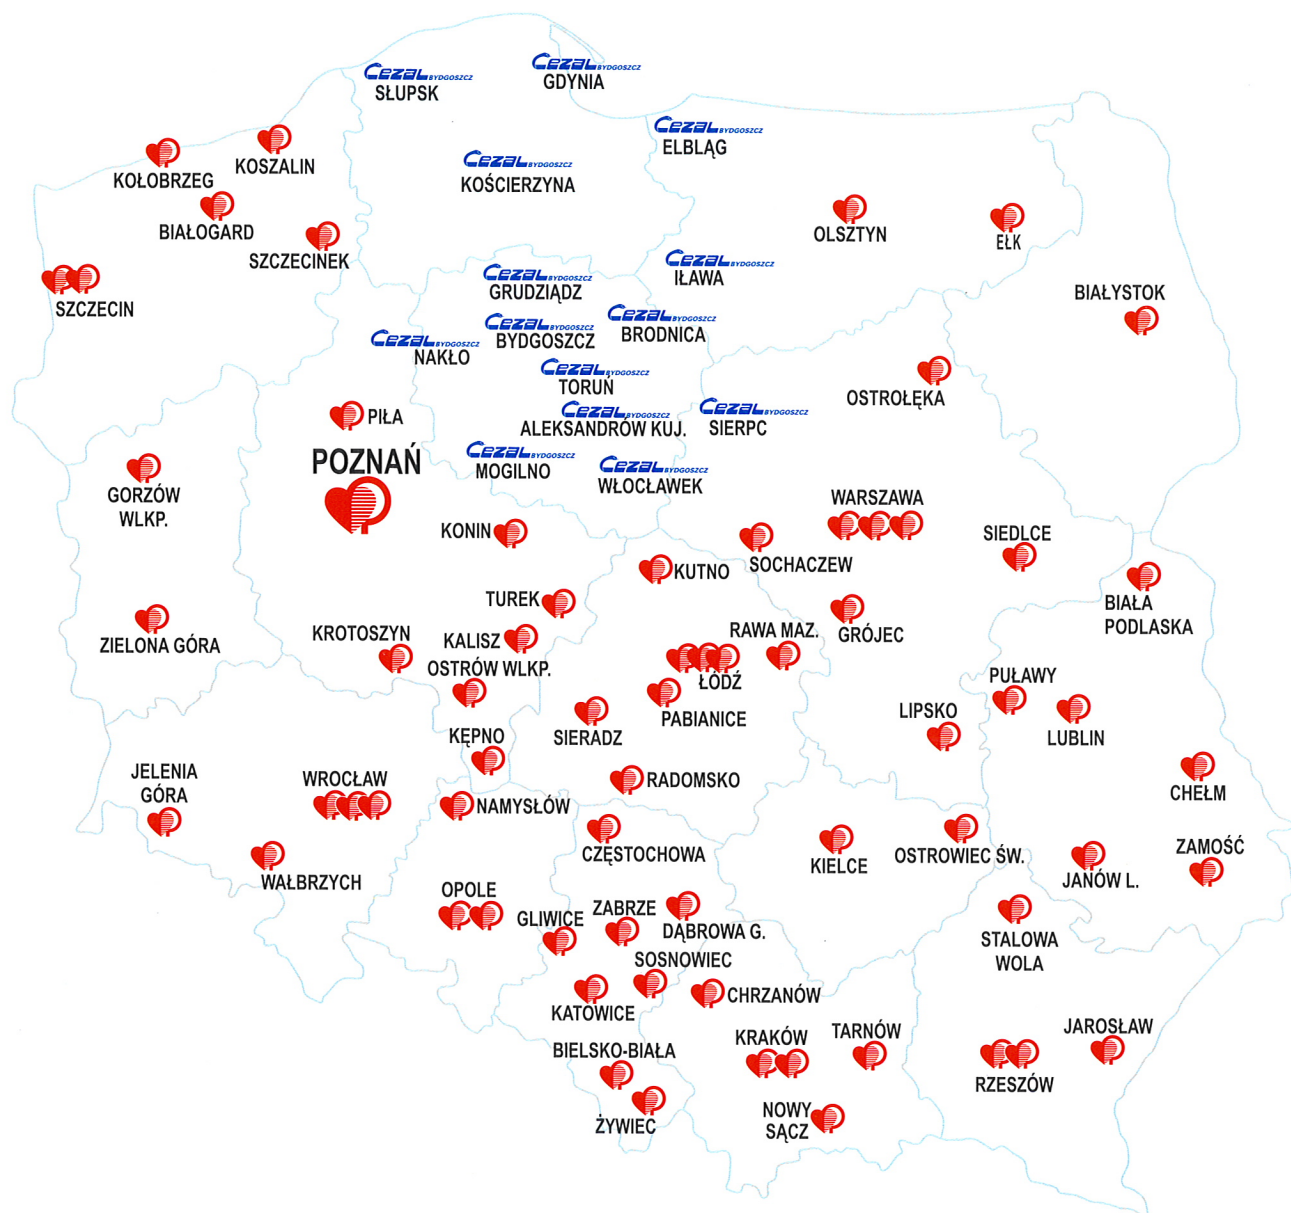 Cezal BYDGOSZCZ
SŁUPSK
Cezal BYDGOSZCZ
GDYNIA
Cezal BYDGOSZCZ
ELBLĄG
KOSZALIN
KOŁOBRZEG
Cezal BYDGOSZCZ
KOŚCIERZYNA
BIAŁOGARD
SZCZECINEK
OLSZTYN
EŁK
SZCZECIN
Cezal BYDGOSZCZ
GRUDZIĄDZ
Cezal BYDGOSZCZ
IŁAWA
BIAŁYSTOK
Cezal BYDGOSZCZ
NAKŁO
Cezal BYDGOSZCZ
BYDGOSZCZ
Cezal BYDGOSZCZ
BRODNICA
Cezal BYDGOSZCZ
TORUŃ
OSTROŁĘKA
PIŁA
Cezal BYDGOSZCZ
ALEKSANDRÓW KUJ.
Cezal BYDGOSZCZ
SIERPC
POZNAŃ
Cezal BYDGOSZCZ
MOGILNO
Cezal BYDGOSZCZ
WŁOCŁAWEK
GORZÓW
WLKP.
WARSZAWA
KONIN
SIEDLCE
SOCHACZEW
KUTNO
BIAŁA
PODLASKA
TUREK
ZIELONA GÓRA
KROTOSZYN
KALISZ
RAWA MAZ.
GRÓJEC
OSTRÓW WLKP.
ŁÓDŹ
PUŁAWY
PABIANICE
LIPSKO
LUBLIN
KĘPNO
SIERADZ
JELENIA
GÓRA
WROCŁAW
RADOMSKO
CHEŁM
NAMYSŁÓW
CZĘSTOCHOWA
KIELCE
OSTROWIEC ŚW.
ZAMOŚĆ
WAŁBRZYCH
JANÓW L.
OPOLE
GLIWICE
ZABRZE
DĄBROWA G.
STALOWA
WOLA
SOSNOWIEC
CHRZANÓW
KATOWICE
KRAKÓW
TARNÓW
JAROSŁAW
BIELSKO-BIAŁA
RZESZÓW
ŻYWIEC
NOWY
SĄCZ